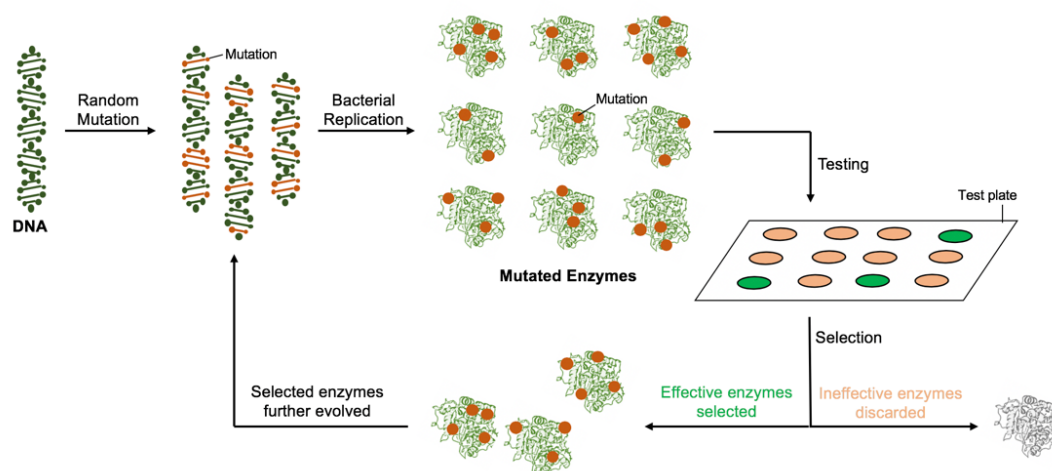 Mutation
Random
Mutation
Bacterial
Replication
DNA
Mutation
Testing
Test plate
Mutated Enzymes
Selection
Selected enzymes
further evolved
Effective enzymes
selected
Ineffective enzymes
discarded